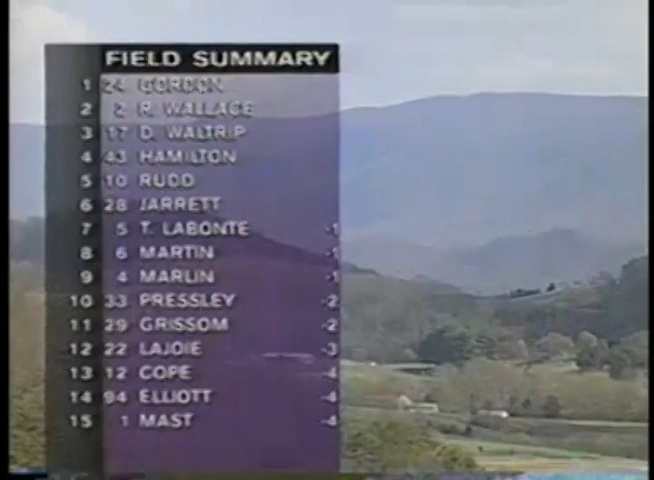 FIELD SUMMARY
1 24 GORDON
2 2 R. WALLACE
3 17 D. WALTRIP
4 43 HAMILTON
5 10 RUDD
6 28 JARRETT
7 5 T. LABONTE -1
8 6 MARTIN -1
9 4 MARLIN -1
10 33 PRESSLEY -2
11 29 GRISSOM -2
12 22 LAJOIE -3
13 12 COPE -4
14 94 ELLIOTT -4
15 1 MAST -4